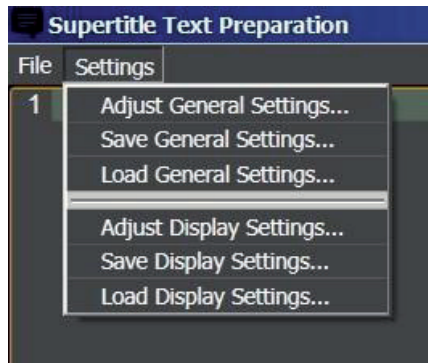 Supertitle Text Preparation
File Settings
1
Adjust General Settings...
Save General Settings...
Load General Settings...
Adjust Display Settings...
Save Display Settings...
Load Display Settings...